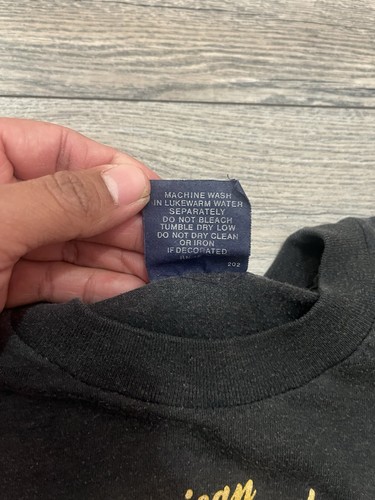 MACHINE WASH
IN LUKEWARM WATER
SEPARATELY
DO NOT BLEACH
TUMBLE DRY LOW
DO NOT DRY CLEAN
OR IRON
IF DECORATED
202